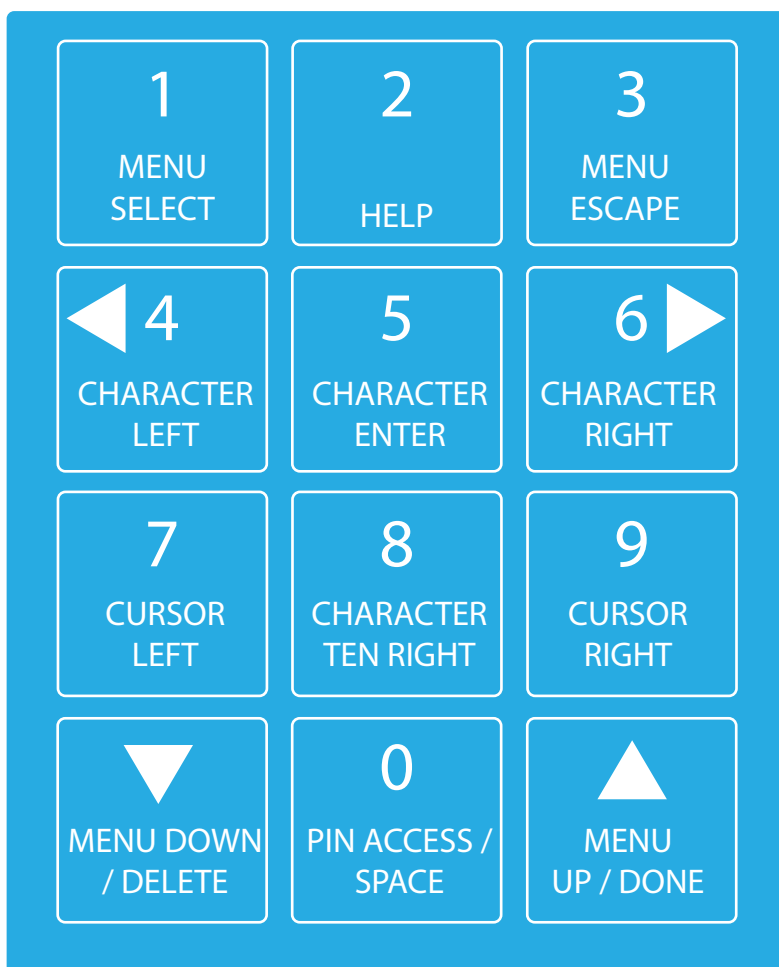 1
MENU
SELECT
2
HELP
3
MENU
ESCAPE
4
CHARACTER
LEFT
5
CHARACTER
ENTER
6
CHARACTER
RIGHT
7
CURSOR
LEFT
8
CHARACTER
TEN RIGHT
9
CURSOR
RIGHT
MENU DOWN
/ DELETE
0
PIN ACCESS /
SPACE
MENU
UP / DONE